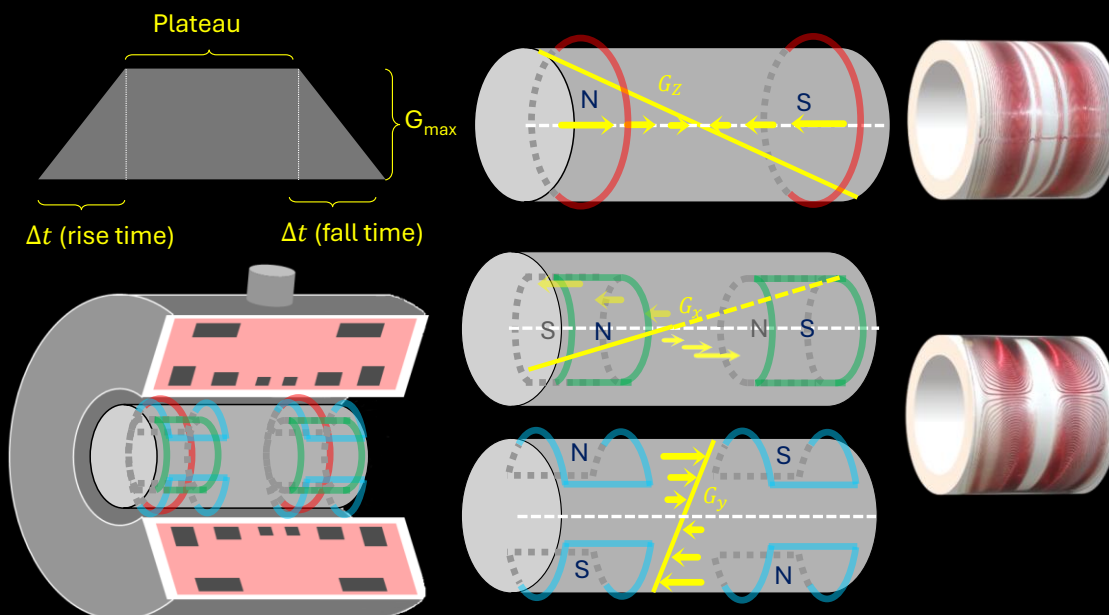 Plateau
G_max
Δt (rise time)
Δt (fall time)
G_Z
N
S
G_x
S
N
N
S
N
S
G_y
S
N